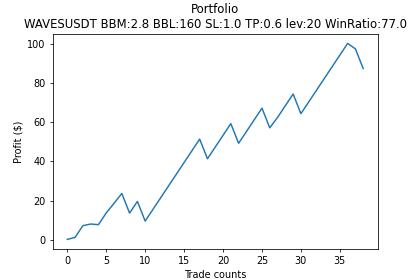 Portfolio
WAVESUSDT BBM:2.8 BBL:160 SL:1.0 TP:0.6 lev:20 WinRatio:77.0
100
80
60
40
20
0
Profit ($)
0 5 10 15 20 25 30 35
Trade counts